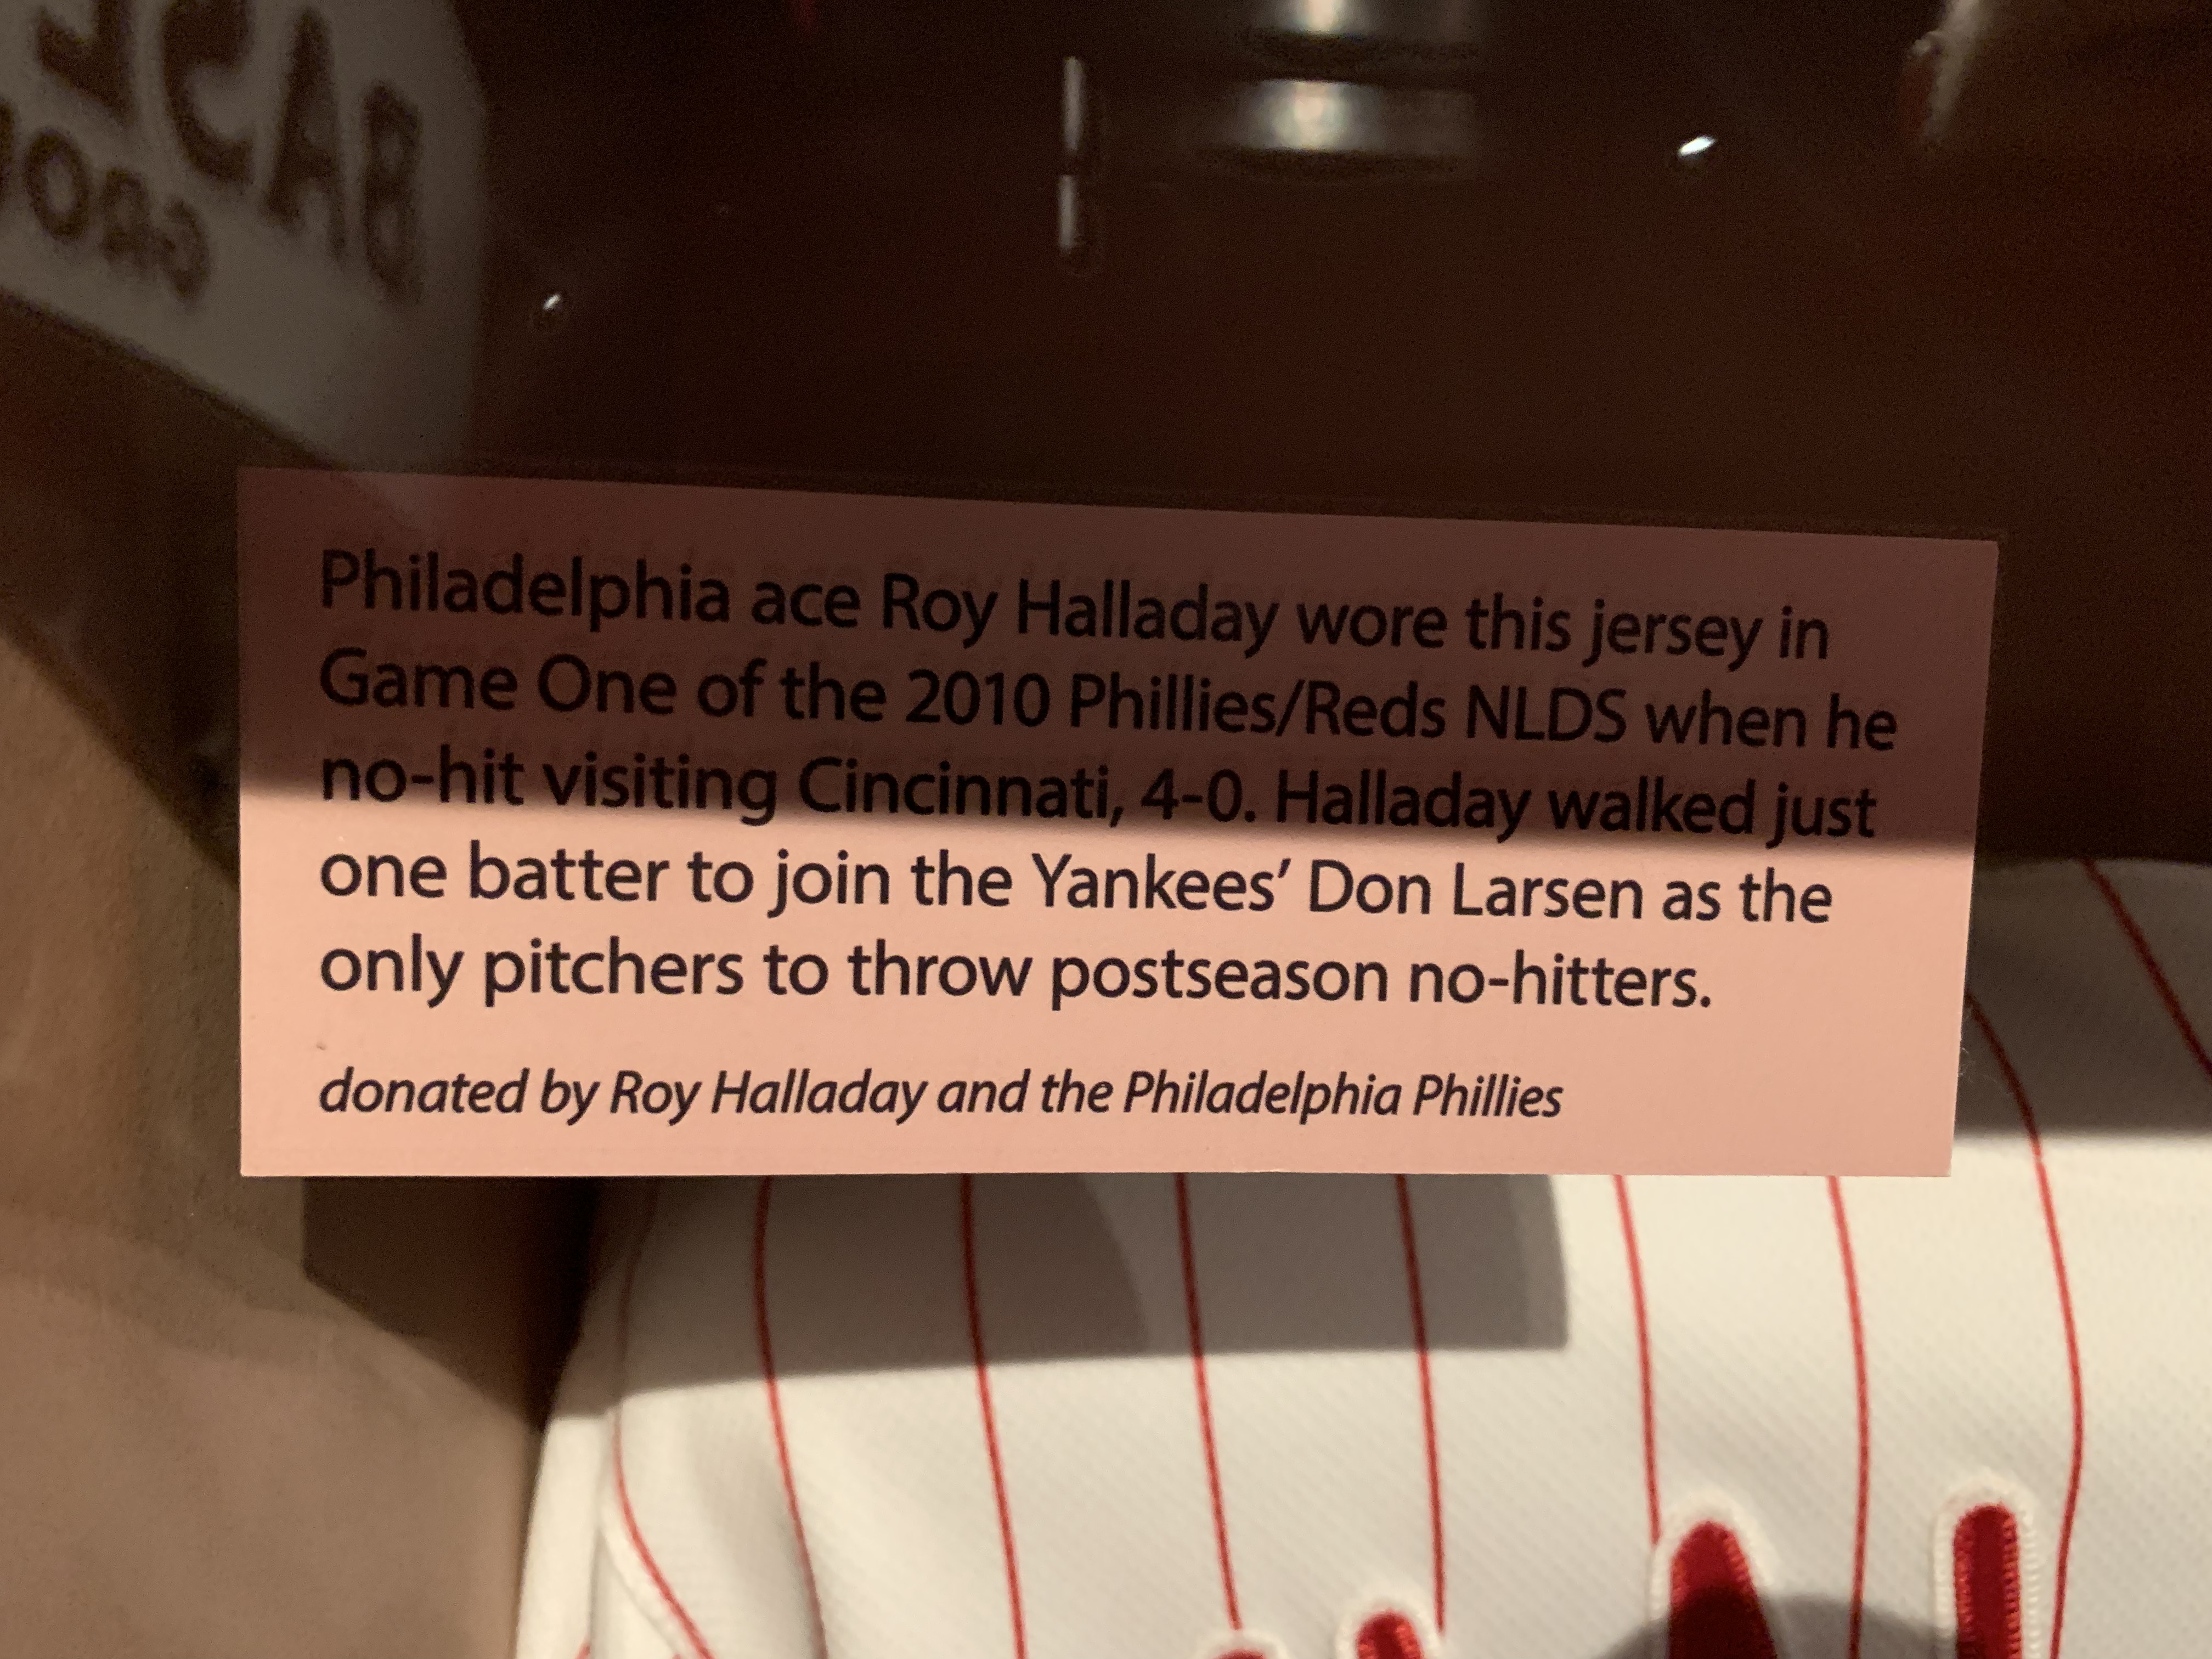 Philadelphia ace Roy Halladay wore this jersey in
Game One of the 2010 Phillies/Reds NLDS when he
no-hit visiting Cincinnati, 4-0. Halladay walked just
one batter to join the Yankees’ Don Larsen as the
only pitchers to throw postseason no-hitters.
donated by Roy Halladay and the Philadelphia Phillies